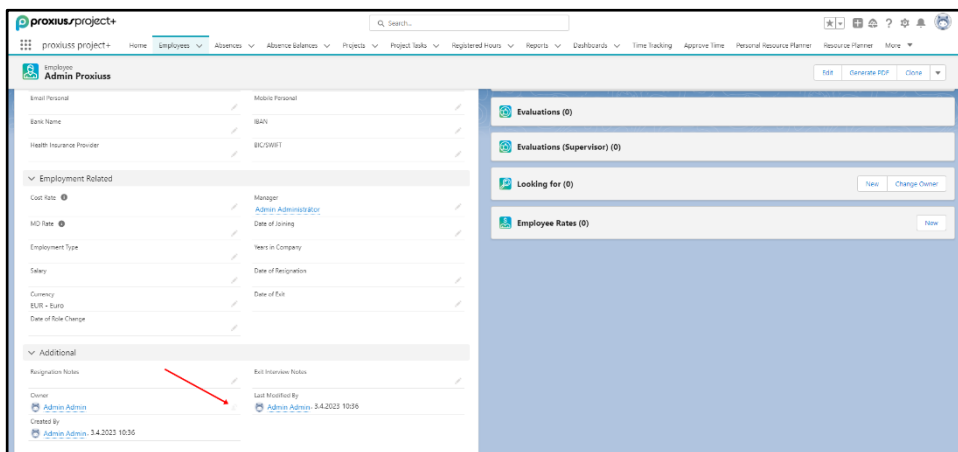 proxius./project+
Search...
proxiuss project+ Home Employees Absences Absence Balances Projects Project Tasks Registered Hours Reports Dashboards Time Tracking Approve Time Personal Resource Planner Resource Planner More
Employee
Admin Proxiuss
Edit Generate PDF Clone
Email Personal Mobile Personal
Bank Name IBAN
Health Insurance Provider BIC/SWIFT
Employment Related
Cost Rate Manager
Admin Administrátor
MD Rate Date of Joining
Employment Type Years in Company
Salary Date of Resignation
Currency Date of Exit
EUR - Euro
Date of Role Change
Additional
Resignation Notes Exit Interview Notes
Owner Last Modified By
Admin Admin Admin Admin, 3.4.2023 10:36
Created By
Admin Admin, 3.4.2023 10:36
Evaluations (0)
Evaluations (Supervisor) (0)
Looking for (0) New Change Owner
Employee Rates (0) New